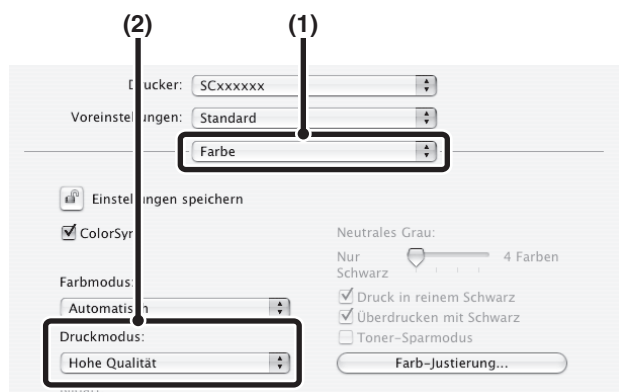 (2) (1)
Drucker: SCxxxxxx
Voreinstellungen: Standard
Farbe
Einstellungen speichern
ColorSyn
Neutrales Grau:
Nur Schwarz 4 Farben
Farbmodus:
Automatisch
Druck in reinem Schwarz
Überdrucken mit Schwarz
Toner-Sparmodus
Druckmodus:
Hohe Qualität
Farb-Justierung...